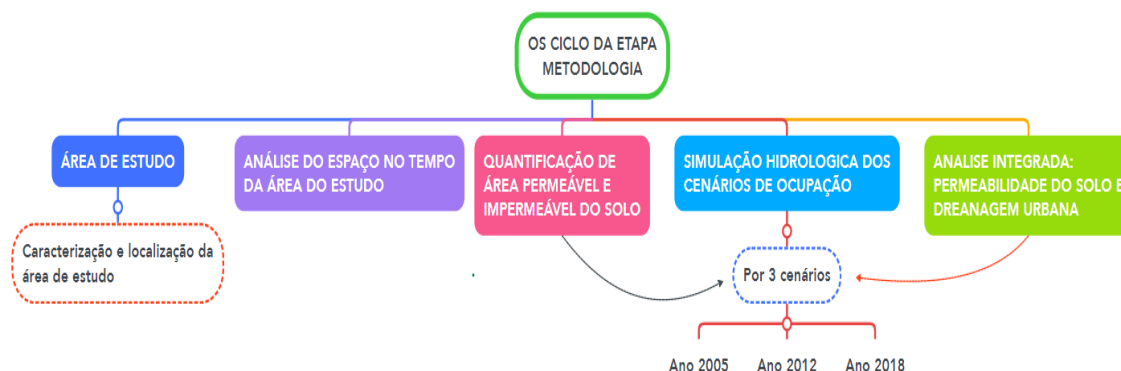 OS CICLO DA ETAPA
METODOLOGIA
ÁREA DE ESTUDO
ANÁLISE DO ESPAÇO NO TEMPO
DA ÁREA DO ESTUDO
QUANTIFICAÇÃO DE
ÁREA PERMEÁVEL E
IMPERMEÁVEL DO SOLO
SIMULAÇÃO HIDROLOGICA DOS
CENÁRIOS DE OCUPAÇÃO
ANALISE INTEGRADA:
PERMEABILIDADE DO SOLO E
DREANAGEM URBANA
Caracterização e localização da
área de estudo
Por 3 cenários
Ano 2005
Ano 2012
Ano 2018